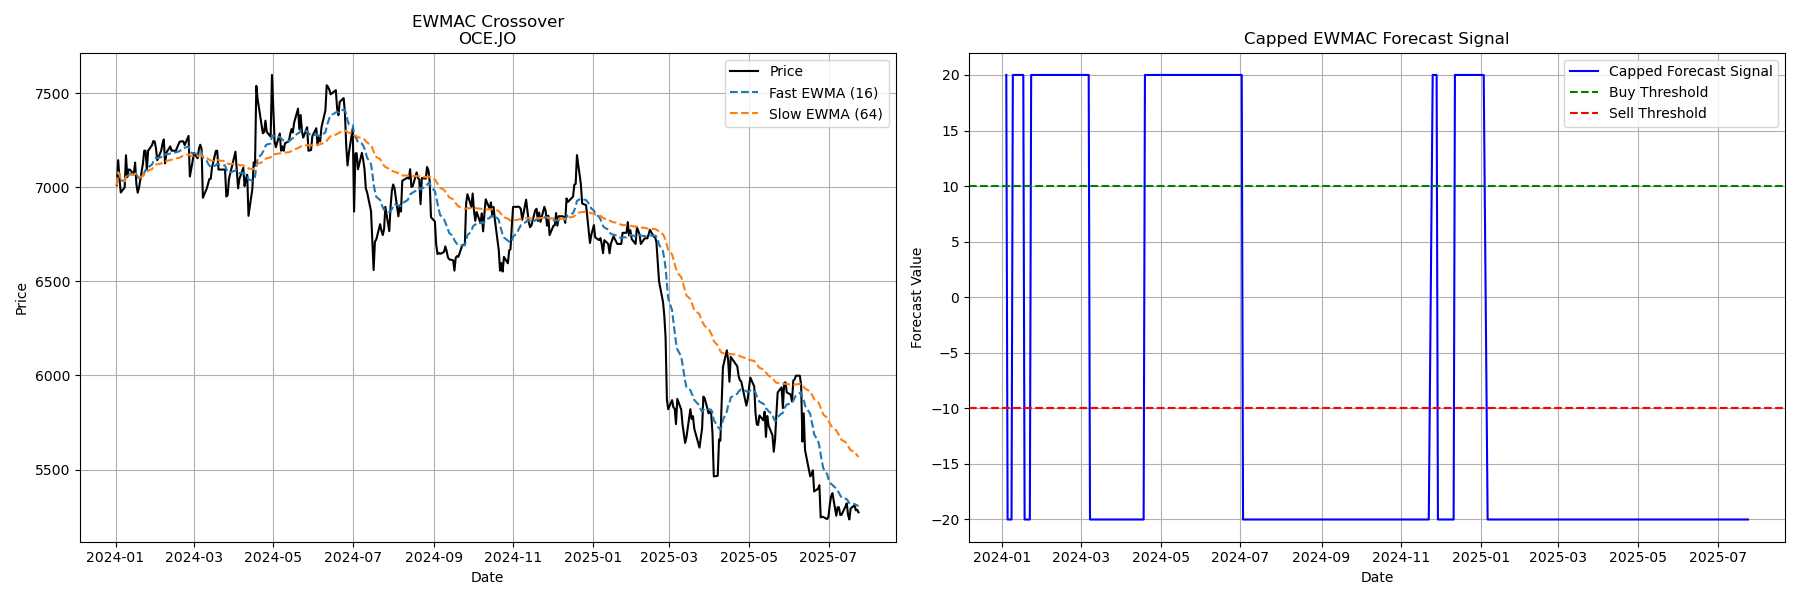 EWMAC Crossover
OCE.JO
Price
Fast EWMA (16)
Slow EWMA (64)
7500
7000
6500
6000
5500
Price
2024-01 2024-03 2024-05 2024-07 2024-09 2024-11 2025-01 2025-03 2025-05 2025-07
Date
Capped EWMAC Forecast Signal
Capped Forecast Signal
Buy Threshold
Sell Threshold
20
15
10
5
0
−5
−10
−15
−20
Forecast Value
2024-01 2024-03 2024-05 2024-07 2024-09 2024-11 2025-01 2025-03 2025-05 2025-07
Date